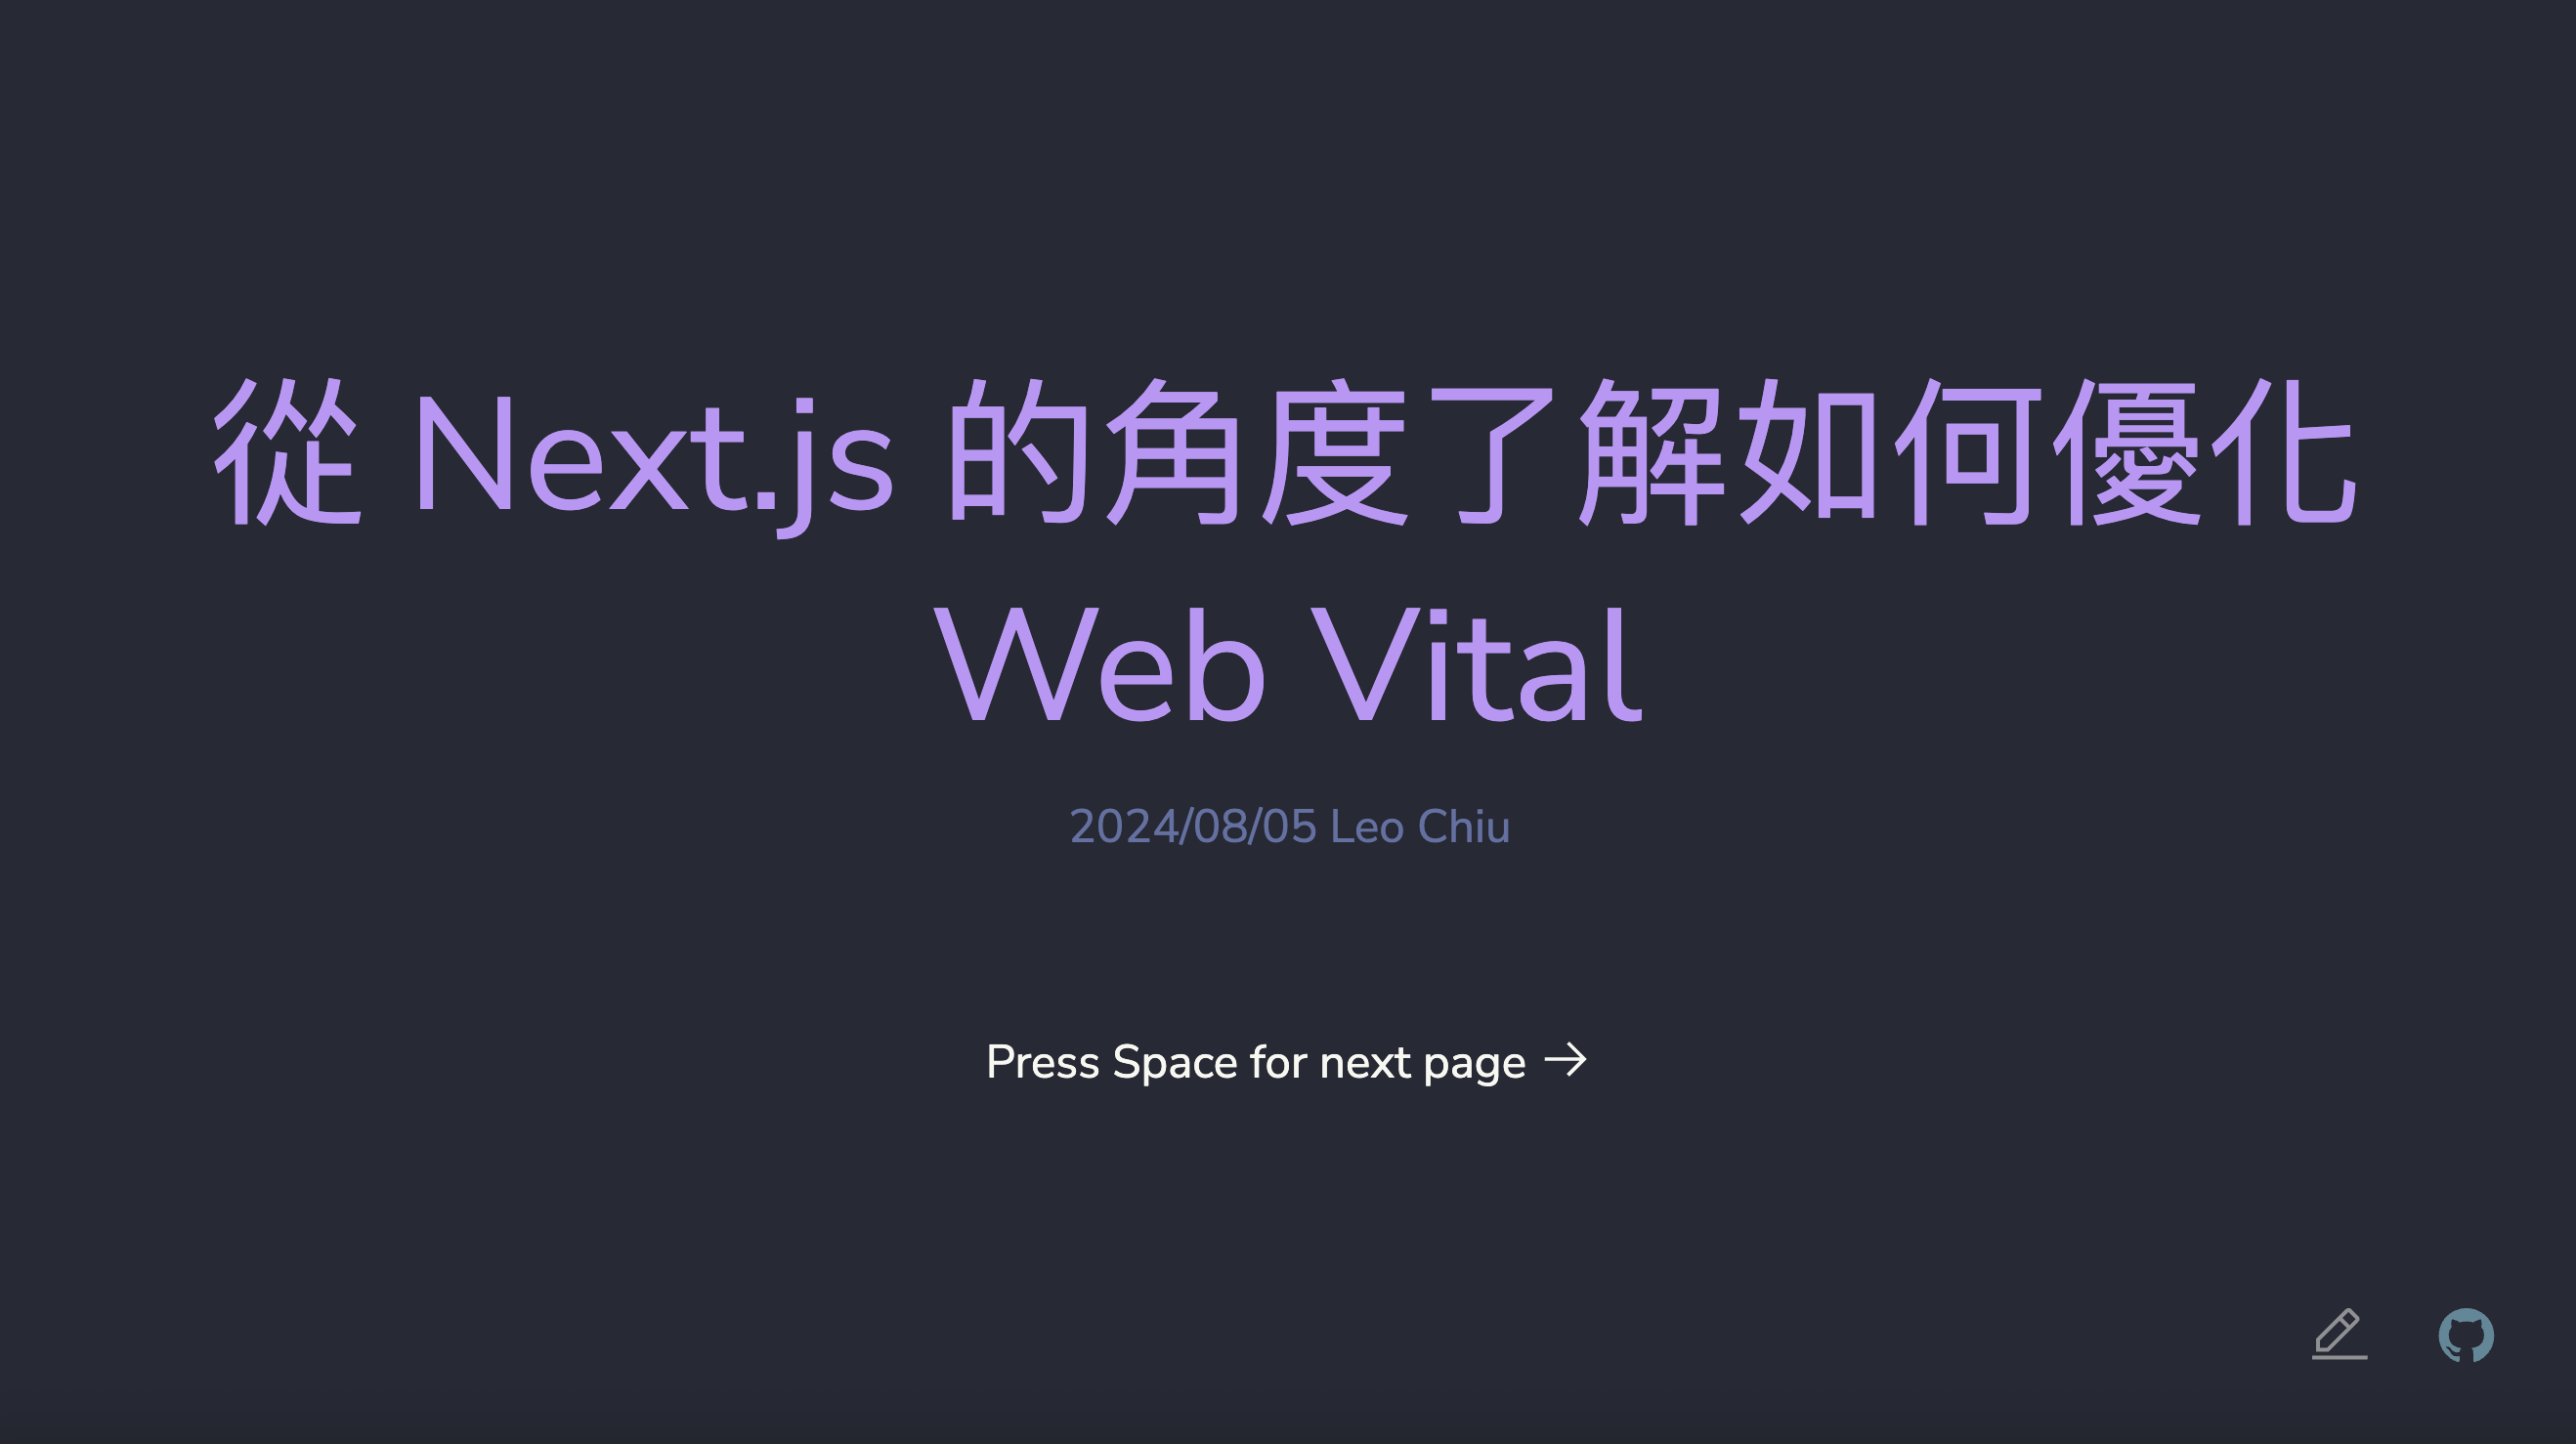 從 Next.js 的角度了解如何優化
Web Vital
2024/08/05 Leo Chiu
Press Space for next page →